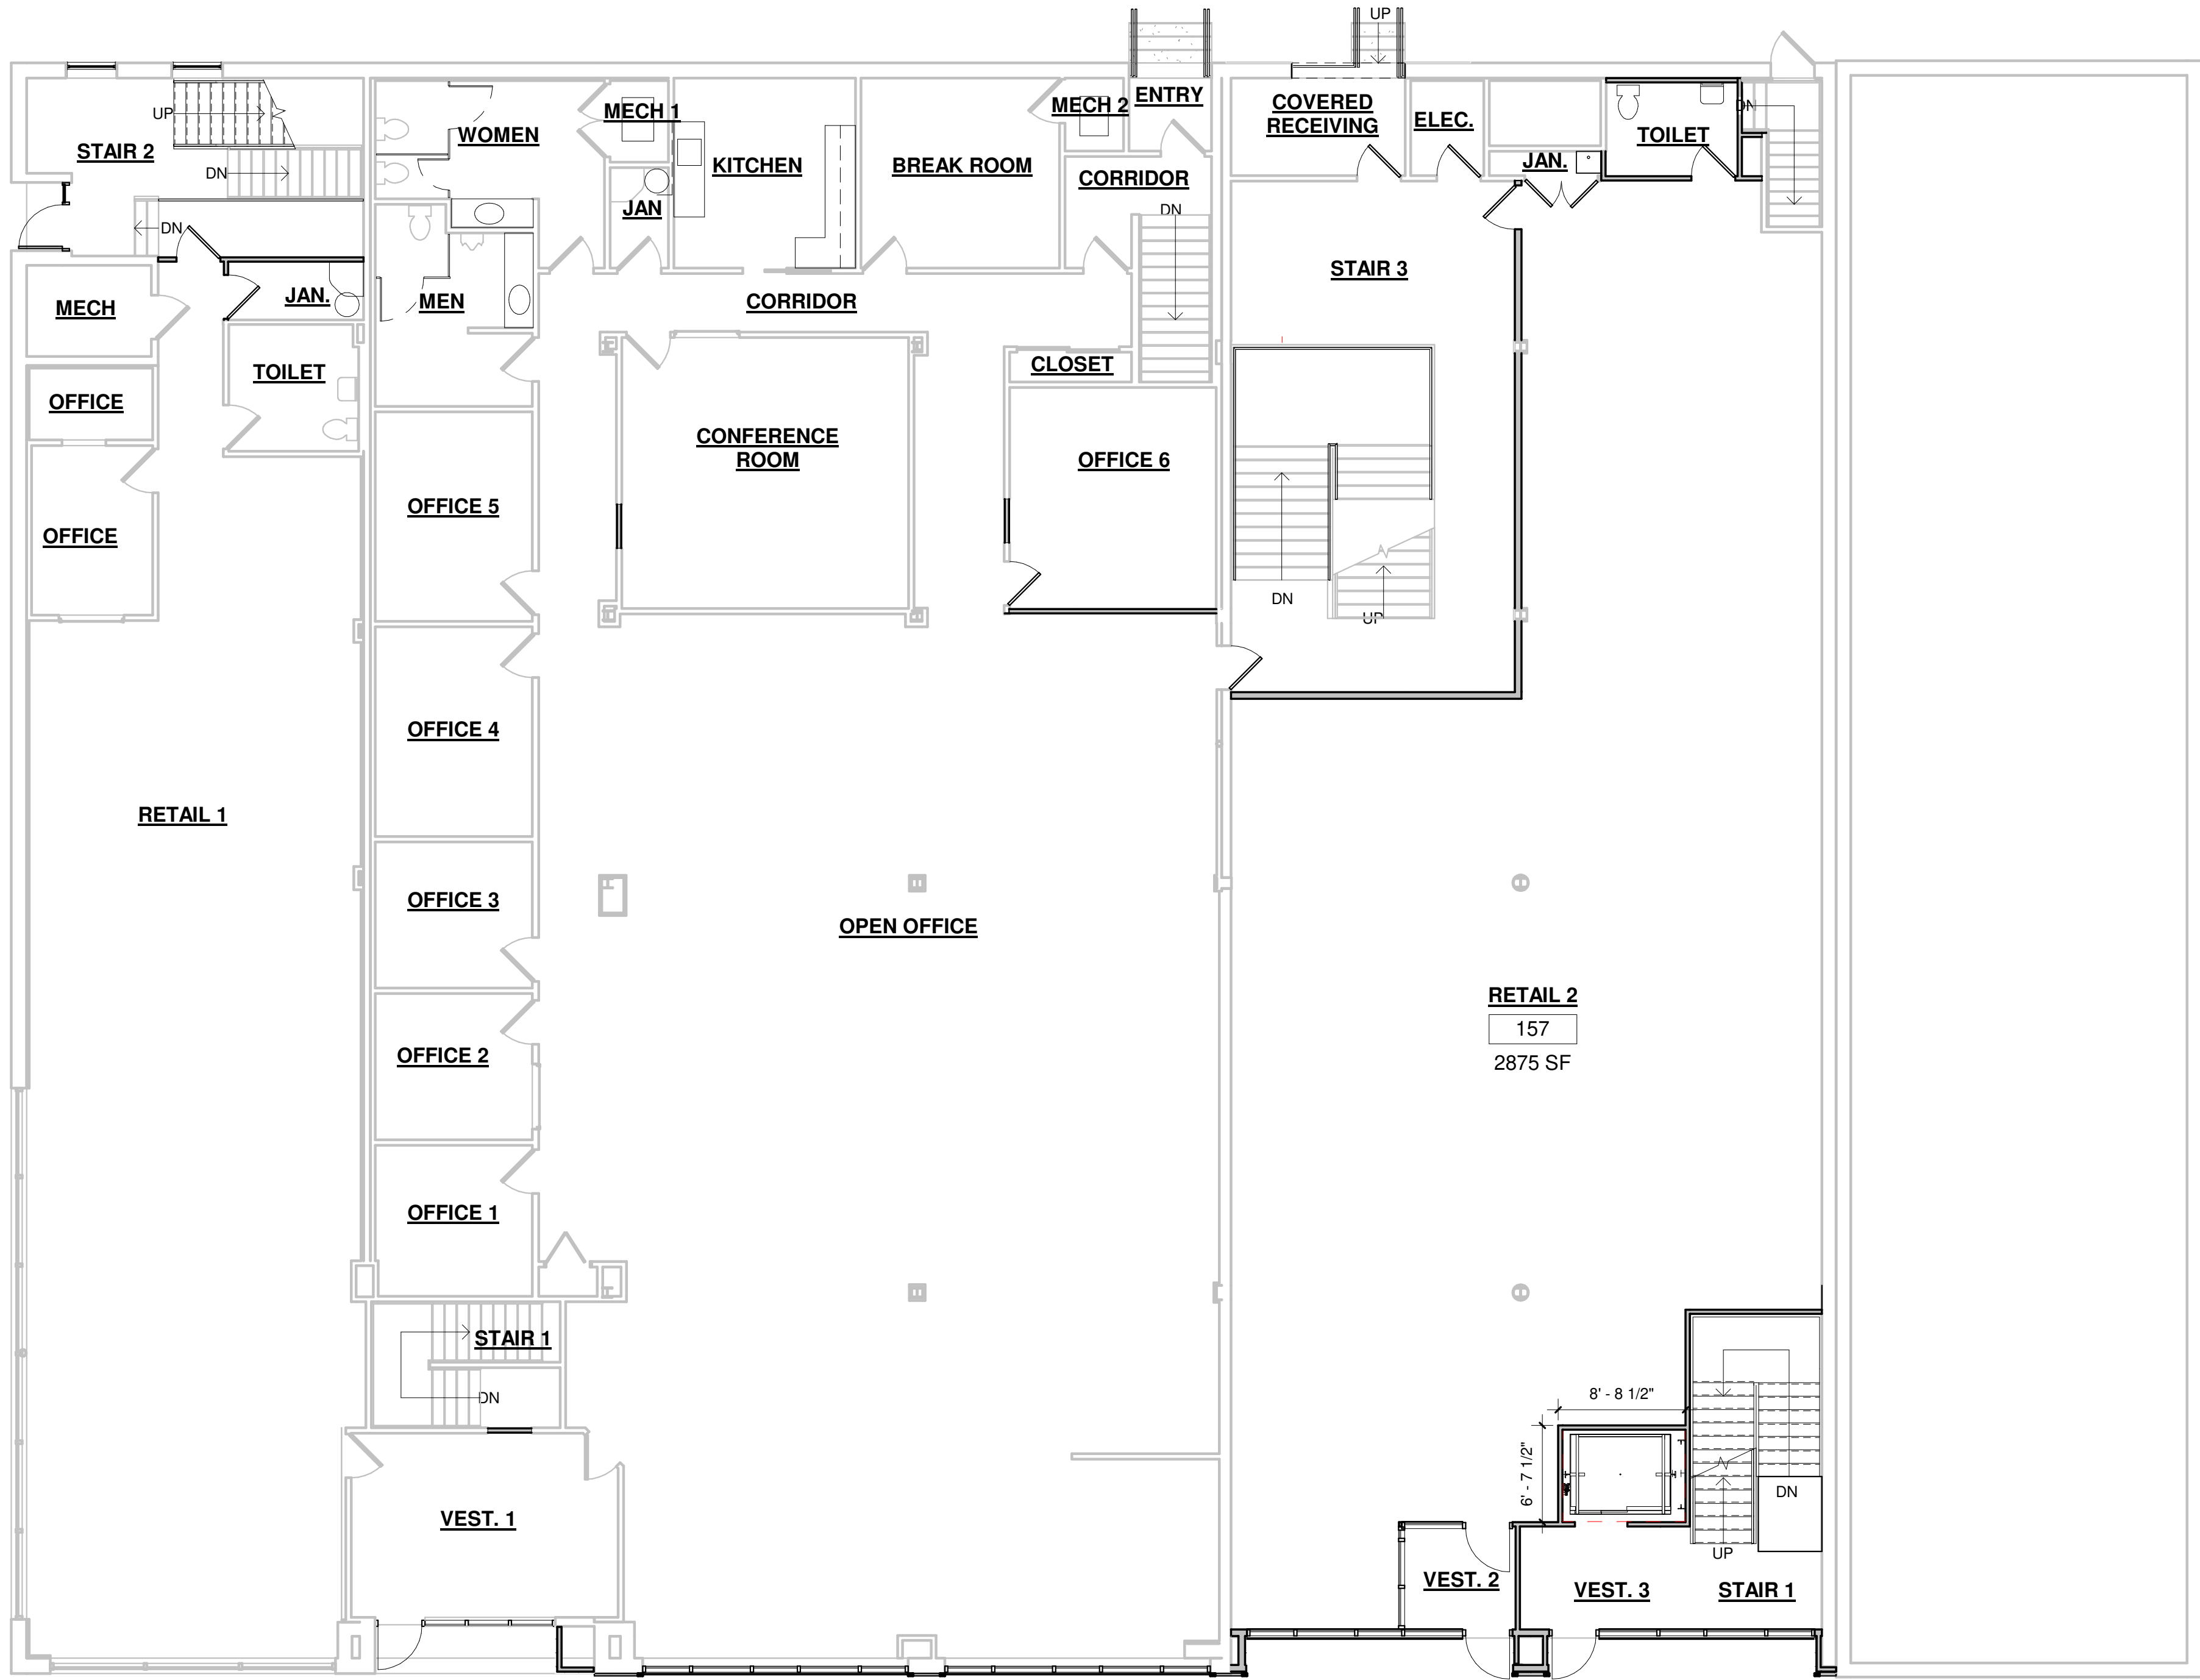 UP
UP
STAIR 2
DN
DN
WOMEN
MECH 1
KITCHEN
BREAK ROOM
MECH 2
ENTRY
CORRIDOR
DN
COVERED
RECEIVING
ELEC.
JAN.
TOILET
DN
JAN
MEN
CORRIDOR
STAIR 3
MECH
JAN.
TOILET
CLOSET
OFFICE
OFFICE
CONFERENCE
ROOM
OFFICE 6
OFFICE 5
DN
UP
OFFICE 4
RETAIL 1
OFFICE 3
OPEN OFFICE
RETAIL 2
157
2875 SF
OFFICE 2
OFFICE 1
STAIR 1
DN
8' - 8 1/2"
6' - 7 1/2"
DN
UP
VEST. 1
VEST. 2
VEST. 3
STAIR 1